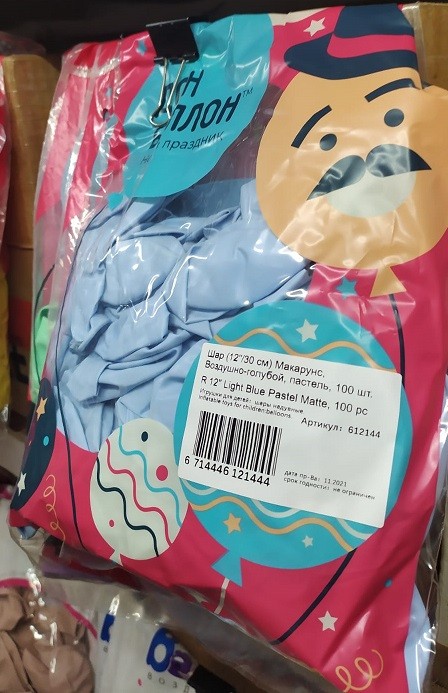 ОН
ПЛОН™
праздник
Шар (12"/30 см) Макарунс,
Воздушно-голубой, пастель, 100 шт.
R 12" Light Blue Pastel Matte, 100 pc
Игрушки для детей: шары надувные
inflatable toys for children:balloons
Артикул: 612144
6 714446 121444
дата пр-ва: 11.2021
срок годности: не ограничен